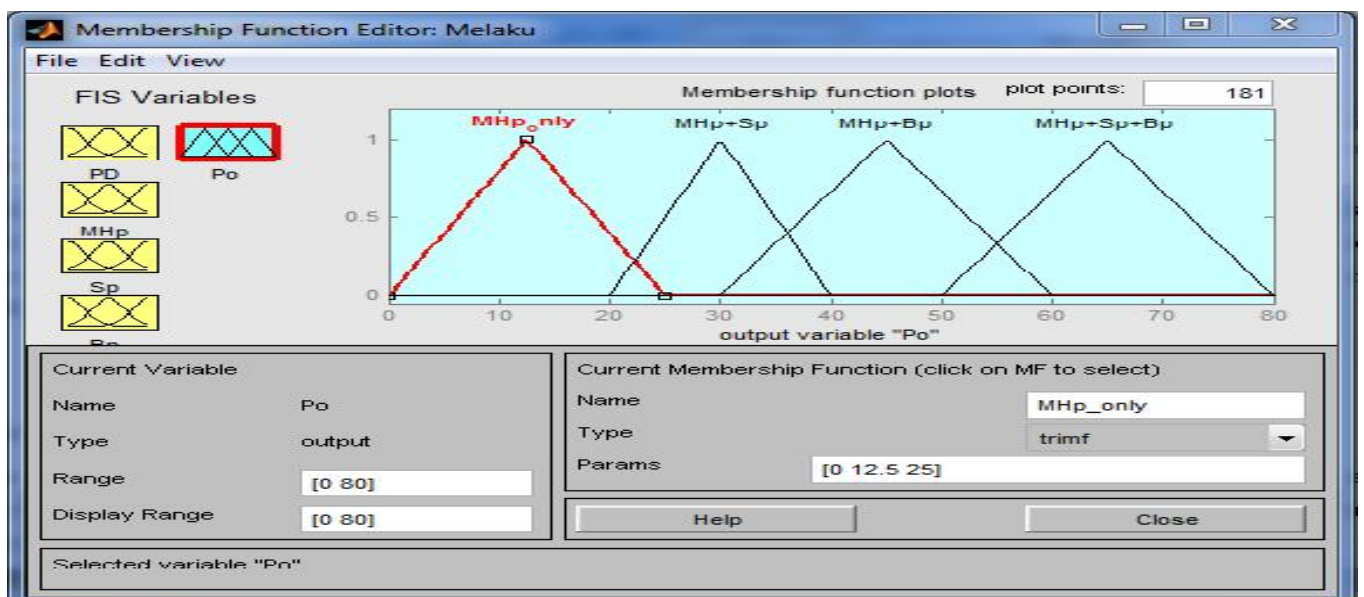 Membership Function Editor: Melaku
File Edit View
FIS Variables
Membership function plots plot points: 181
PD
Po
MHp
Sp
Bp
MHp_only MHp+Sp MHp+Bp MHp+Sp+Bp
1
0.5
0
0 10 20 30 40 50 60 70 80
output variable "Po"
Current Variable
Name Po
Type output
Range [0 80]
Display Range [0 80]
Current Membership Function (click on MF to select)
Name MHp_only
Type trimf
Params [0 12.5 25]
Help Close
Selected variable "Po"